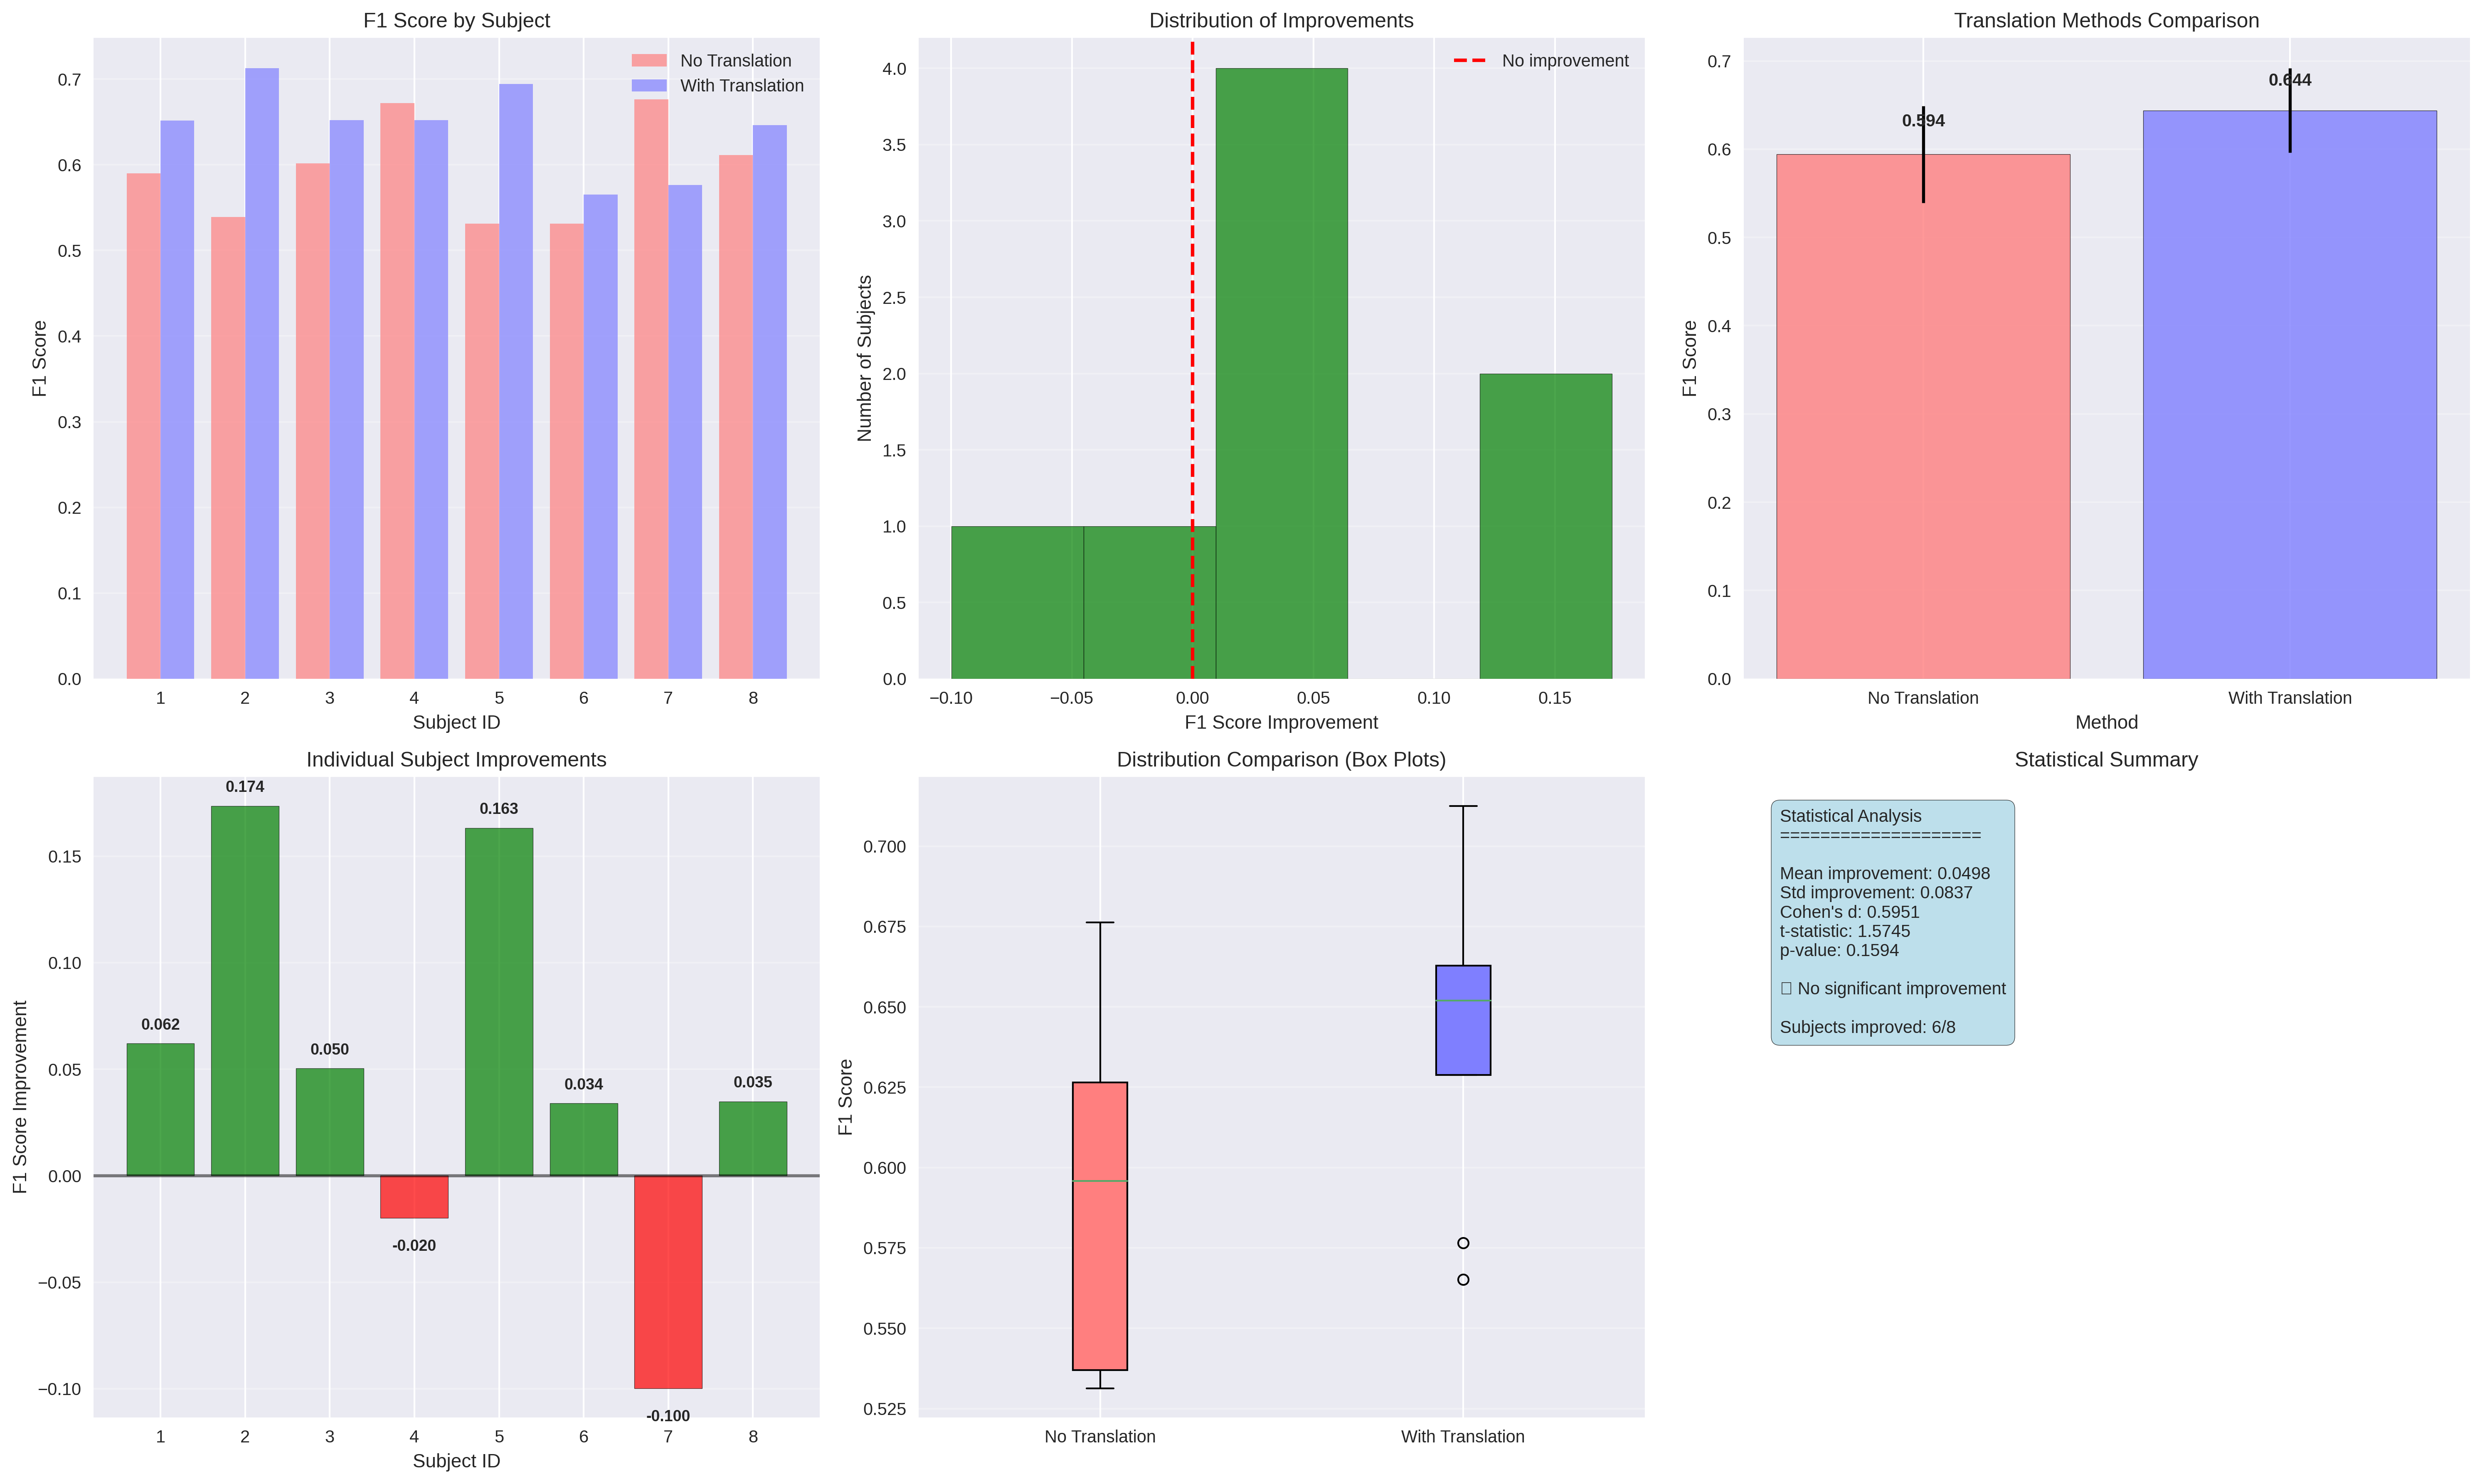 F1 Score by Subject
No Translation
With Translation
0.7
0.6
0.5
0.4
0.3
0.2
0.1
0.0
F1 Score
1 2 3 4 5 6 7 8
Subject ID
Distribution of Improvements
No improvement
4.0
3.5
3.0
2.5
2.0
1.5
1.0
0.5
0.0
Number of Subjects
−0.10 −0.05 0.00 0.05 0.10 0.15
F1 Score Improvement
Translation Methods Comparison
0.7
0.6
0.5
0.4
0.3
0.2
0.1
0.0
F1 Score
0.594
0.644
No Translation With Translation
Method
Individual Subject Improvements
0.15
0.10
0.05
0.00
−0.05
−0.10
F1 Score Improvement
0.062
0.174
0.050
-0.020
0.163
0.034
-0.100
0.035
1 2 3 4 5 6 7 8
Subject ID
Distribution Comparison (Box Plots)
0.700
0.675
0.650
0.625
0.600
0.575
0.550
0.525
F1 Score
No Translation With Translation
Statistical Summary
Statistical Analysis
====================
Mean improvement: 0.0498
Std improvement: 0.0837
Cohen's d: 0.5951
t-statistic: 1.5745
p-value: 0.1594
No significant improvement
Subjects improved: 6/8